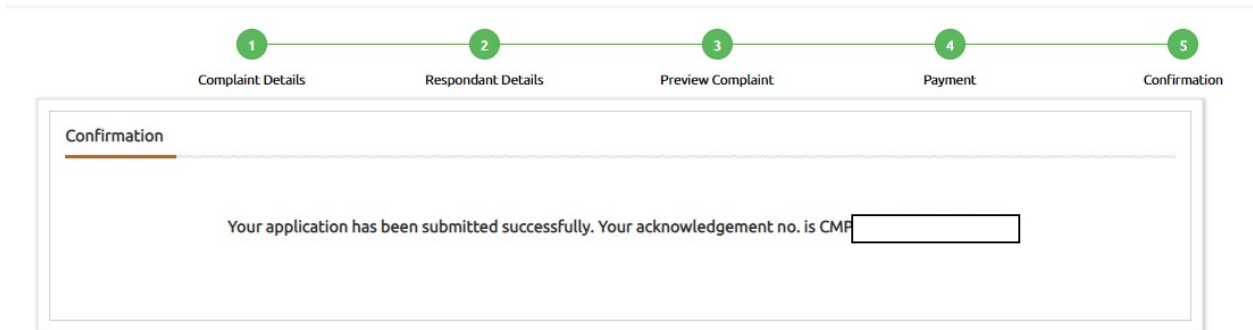 1 2 3 4 5
Complaint Details Respondant Details Preview Complaint Payment Confirmation
Confirmation
Your application has been submitted successfully. Your acknowledgement no. is CMP